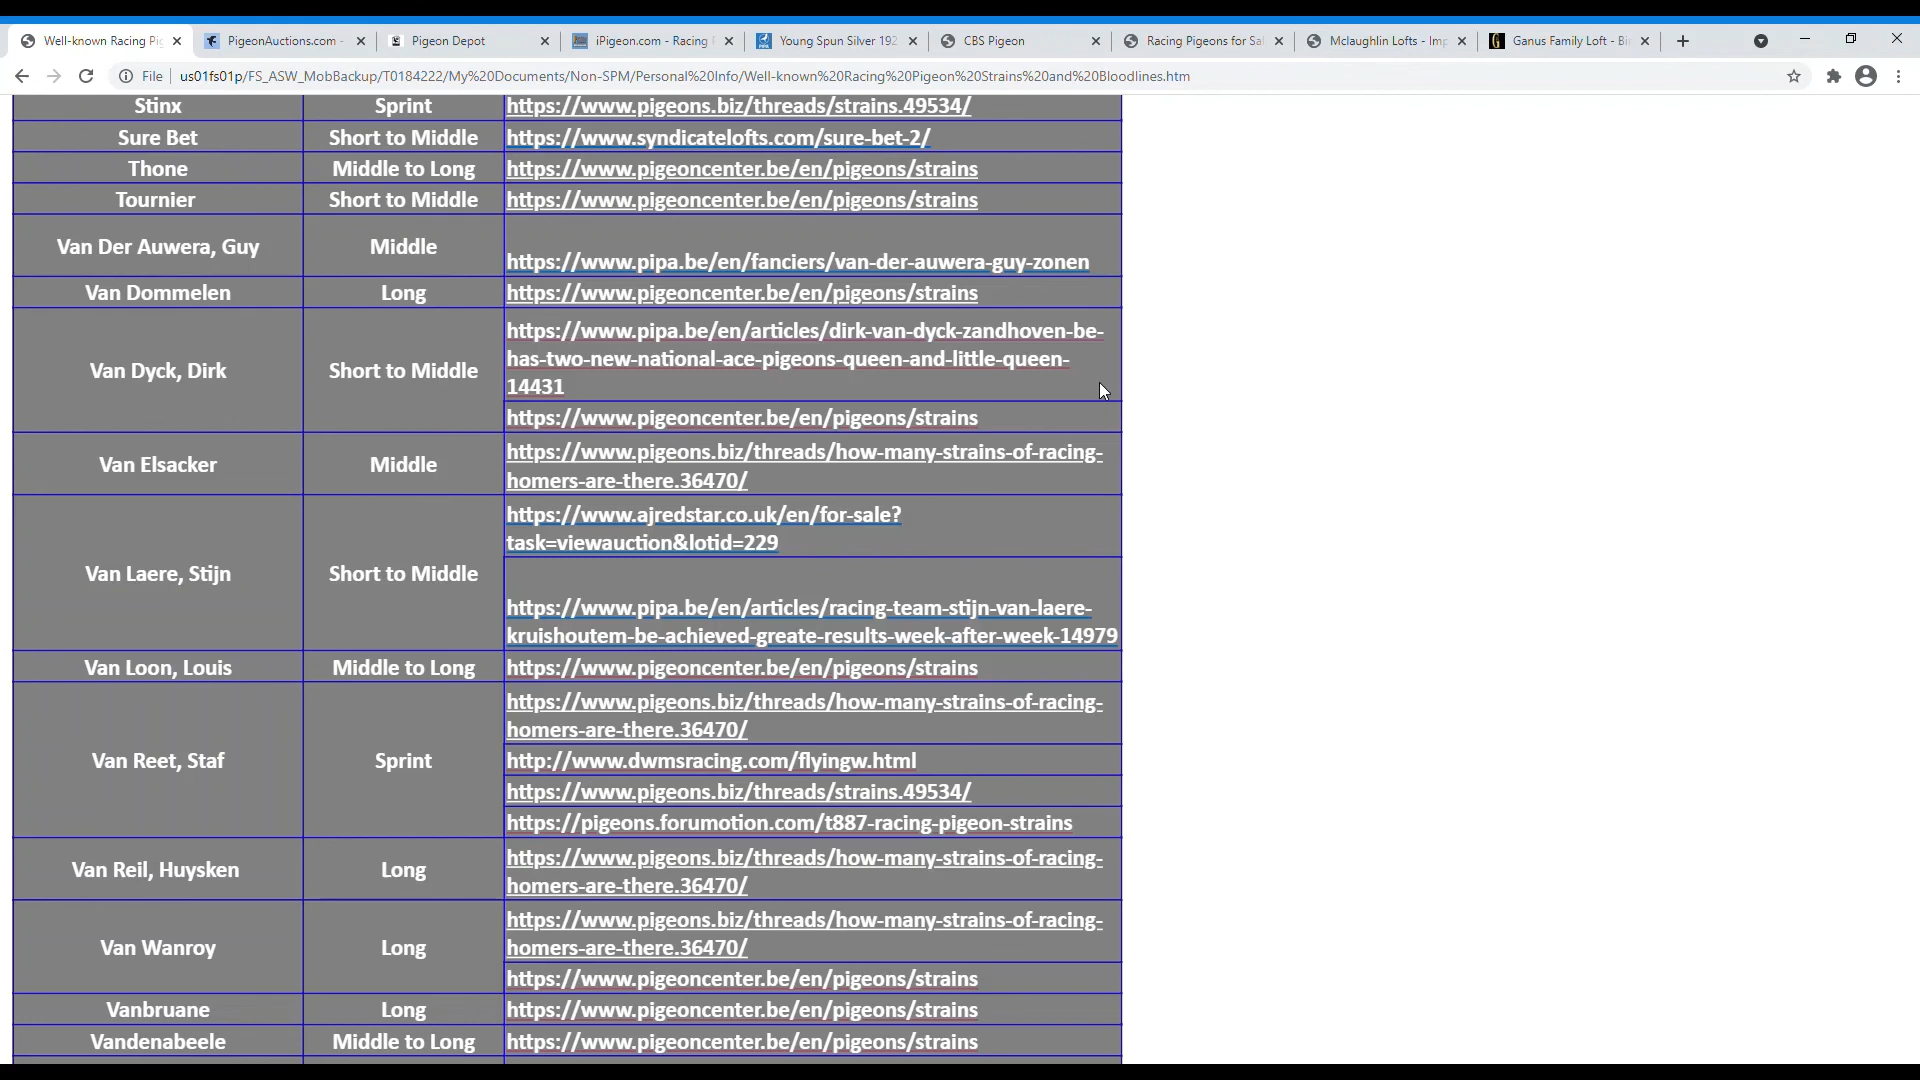 Well-known Racing Pig
PigeonAuctions.com -
Pigeon Depot
iPigeon.com - Racing
Young Spun Silver 192
CBS Pigeon
Racing Pigeons for Sal
Mclaughlin Lofts - Imp
Ganus Family Loft - Bi
File
us01fs01p/FS_ASW_MobBackup/T0184222/My%20Documents/Non-SPM/Personal%20Info/Well-known%20Racing%20Pigeon%20Strains%20and%20Bloodlines.htm
Stinx Sprint https://www.pigeons.biz/threads/strains.49534/
Sure Bet Short to Middle https://www.syndicatelofts.com/sure-bet-2/
Thone Middle to Long https://www.pigeoncenter.be/en/pigeons/strains
Tournier Short to Middle https://www.pigeoncenter.be/en/pigeons/strains
Van Der Auwera, Guy Middle
https://www.pipa.be/en/fanciers/van-der-auwera-guy-zonen
Van Dommelen Long https://www.pigeoncenter.be/en/pigeons/strains
https://www.pipa.be/en/articles/dirk-van-dyck-zandhoven-be-
has-two-new-national-ace-pigeons-queen-and-little-queen-
Van Dyck, Dirk Short to Middle
14431
https://www.pigeoncenter.be/en/pigeons/strains
https://www.pigeons.biz/threads/how-many-strains-of-racing-
Van Elsacker Middle
homers-are-there.36470/
https://www.ajredstar.co.uk/en/for-sale?
task=viewauction&lotid=229
Van Laere, Stijn Short to Middle
https://www.pipa.be/en/articles/racing-team-stijn-van-laere-
kruishoutem-be-achieved-greate-results-week-after-week-14979
Van Loon, Louis Middle to Long https://www.pigeoncenter.be/en/pigeons/strains
https://www.pigeons.biz/threads/how-many-strains-of-racing-
homers-are-there.36470/
Van Reet, Staf Sprint http://www.dwmsracing.com/flyingw.html
https://www.pigeons.biz/threads/strains.49534/
https://pigeons.forumotion.com/t887-racing-pigeon-strains
https://www.pigeons.biz/threads/how-many-strains-of-racing-
Van Reil, Huysken Long
homers-are-there.36470/
https://www.pigeons.biz/threads/how-many-strains-of-racing-
Van Wanroy Long
homers-are-there.36470/
https://www.pigeoncenter.be/en/pigeons/strains
Vanbruane Long https://www.pigeoncenter.be/en/pigeons/strains
Vandenabeele Middle to Long https://www.pigeoncenter.be/en/pigeons/strains